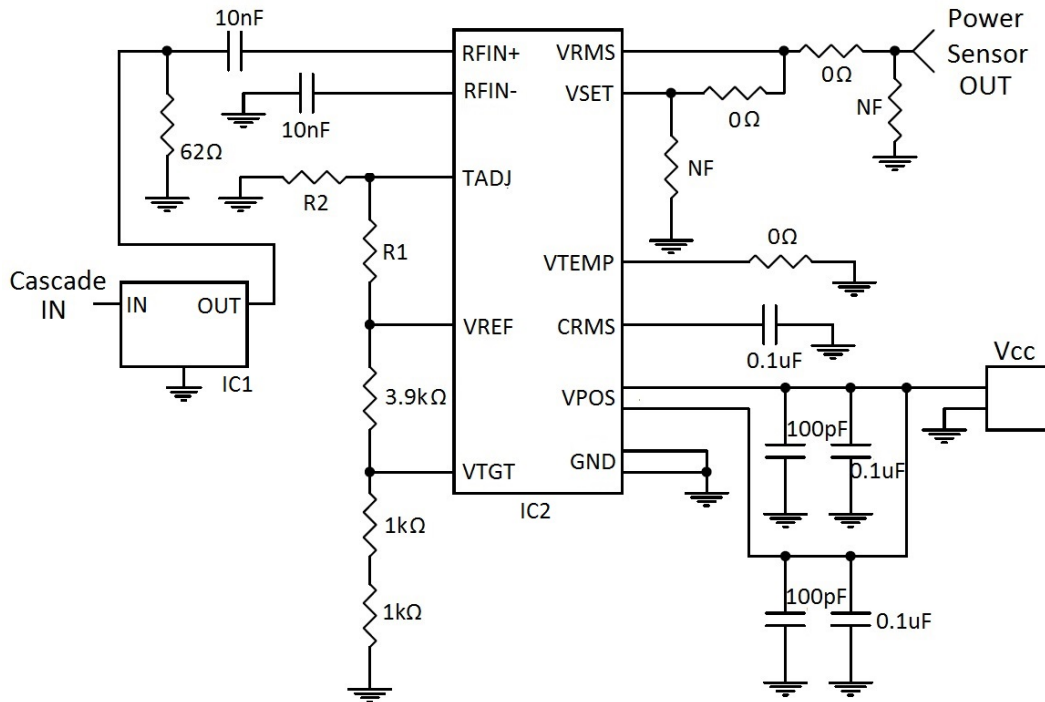 10nF
RFIN+
VRMS
0Ω
Power
Sensor
OUT
RFIN-
10nF
VSET
0Ω
NF
62Ω
TADJ
R2
NF
R1
VTEMP
0Ω
Cascade
IN
IN
OUT
IC1
VREF
CRMS
0.1uF
Vcc
3.9kΩ
VPOS
100pF
0.1uF
VTGT
GND
IC2
1kΩ
1kΩ
100pF
0.1uF